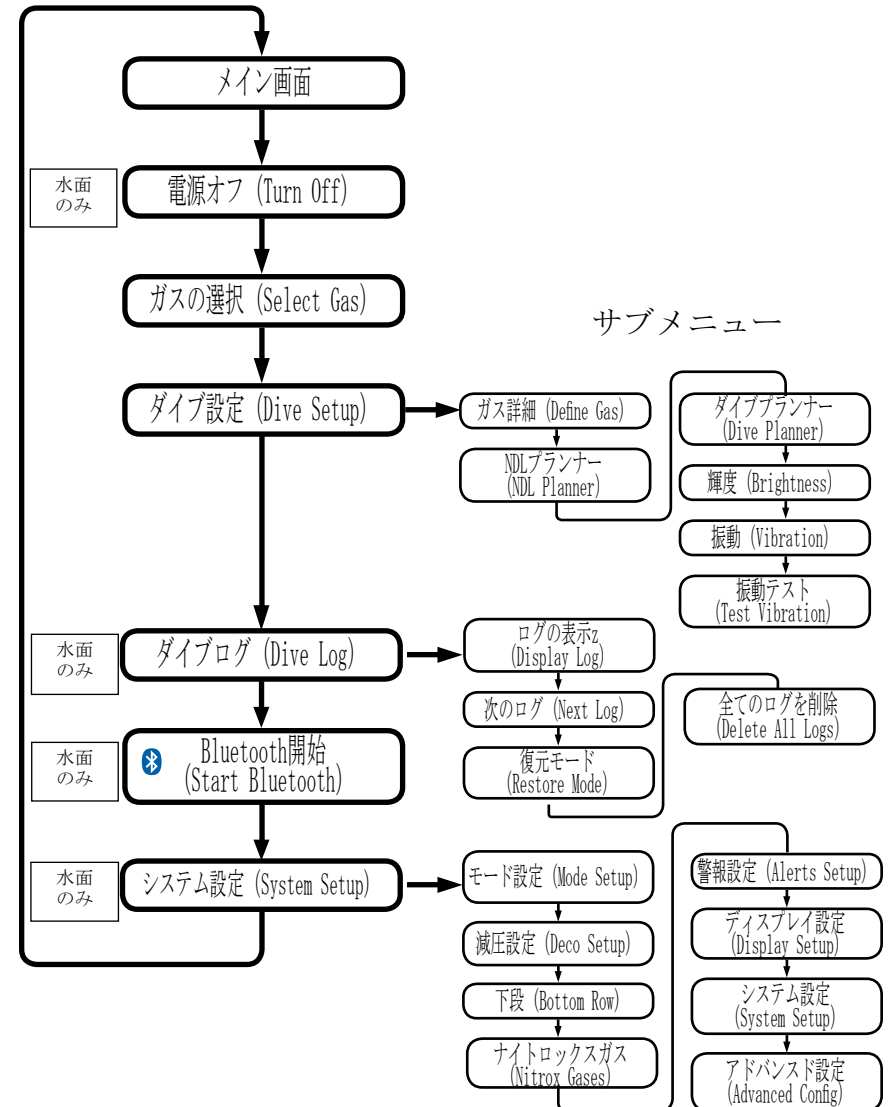 メイン画面
水面
のみ
電源オフ (Turn Off)
ガスの選択 (Select Gas)
サブメニュー
ダイブ設定 (Dive Setup)
ガス詳細 (Define Gas)
NDLプランナー
(NDL Planner)
ダイブプランナー
(Dive Planner)
輝度 (Brightness)
振動 (Vibration)
振動テスト
(Test Vibration)
水面
のみ
ダイブログ (Dive Log)
ログの表示z
(Display Log)
次のログ (Next Log)
復元モード
(Restore Mode)
全てのログを削除
(Delete All Logs)
水面
のみ
Bluetooth開始
(Start Bluetooth)
水面
のみ
システム設定 (System Setup)
モード設定 (Mode Setup)
減圧設定 (Deco Setup)
下段 (Bottom Row)
ナイトロックスガス
(Nitrox Gases)
警報設定 (Alerts Setup)
ディスプレイ設定
(Display Setup)
システム設定
(System Setup)
アドバンスド設定
(Advanced Config)